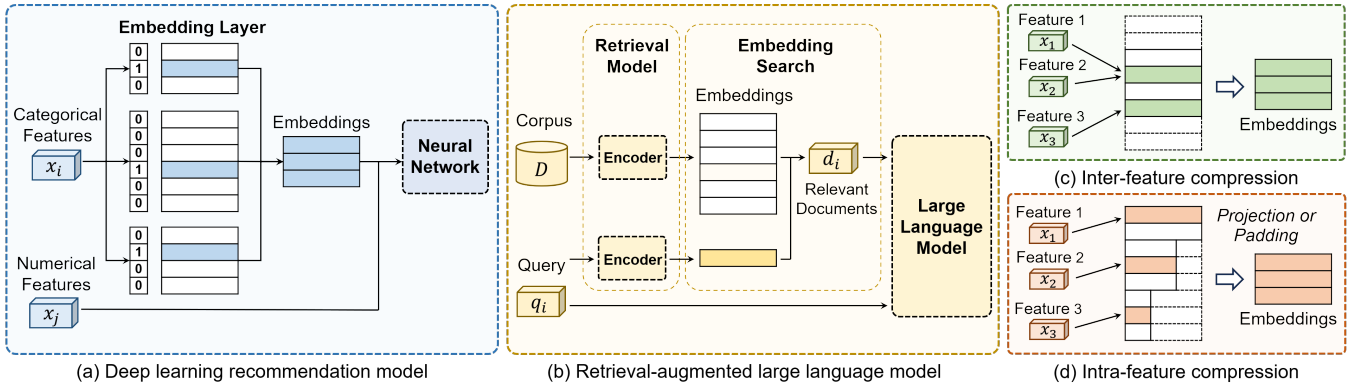 Embedding Layer
0
1
0
Categorical
Features
x_i
0
0
0
1
0
0
0
0
1
0
0
Embeddings
Neural
Network
Numerical
Features
x_j
(a) Deep learning recommendation model
Retrieval
Model
Embedding
Search
Embeddings
Corpus
D
Encoder
d_i
Relevant
Documents
Large
Language
Model
Query
Encoder
q_i
(b) Retrieval-augmented large language model
Feature 1
x_1
Feature 2
x_2
Feature 3
x_3
Embeddings
(c) Inter-feature compression
Feature 1
x_1
Feature 2
x_2
Feature 3
x_3
Projection or
Padding
Embeddings
(d) Intra-feature compression